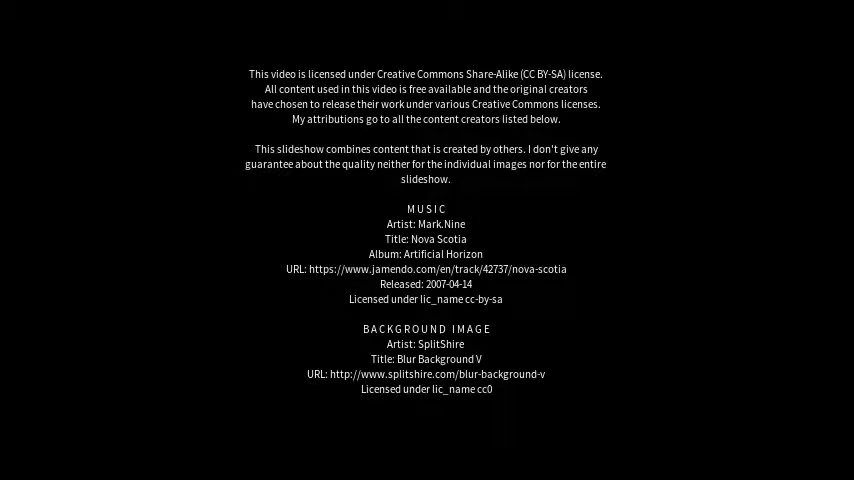 This video is licensed under Creative Commons Share-Alike (CC BY-SA) license.
All content used in this video is free available and the original creators
have chosen to release their work under various Creative Commons licenses.
My attributions go to all the content creators listed below.
This slideshow combines content that is created by others. I don't give any
guarantee about the quality neither for the individual images nor for the entire
slideshow.
MUSIC
Artist: Mark.Nine
Title: Nova Scotia
Album: Artificial Horizon
URL: https://www.jamendo.com/en/track/42737/nova-scotia
Released: 2007-04-14
Licensed under lic_name cc-by-sa
BACKGROUND IMAGE
Artist: SplitShire
Title: Blur Background V
URL: http://www.splitshire.com/blur-background-v
Licensed under lic_name cc0